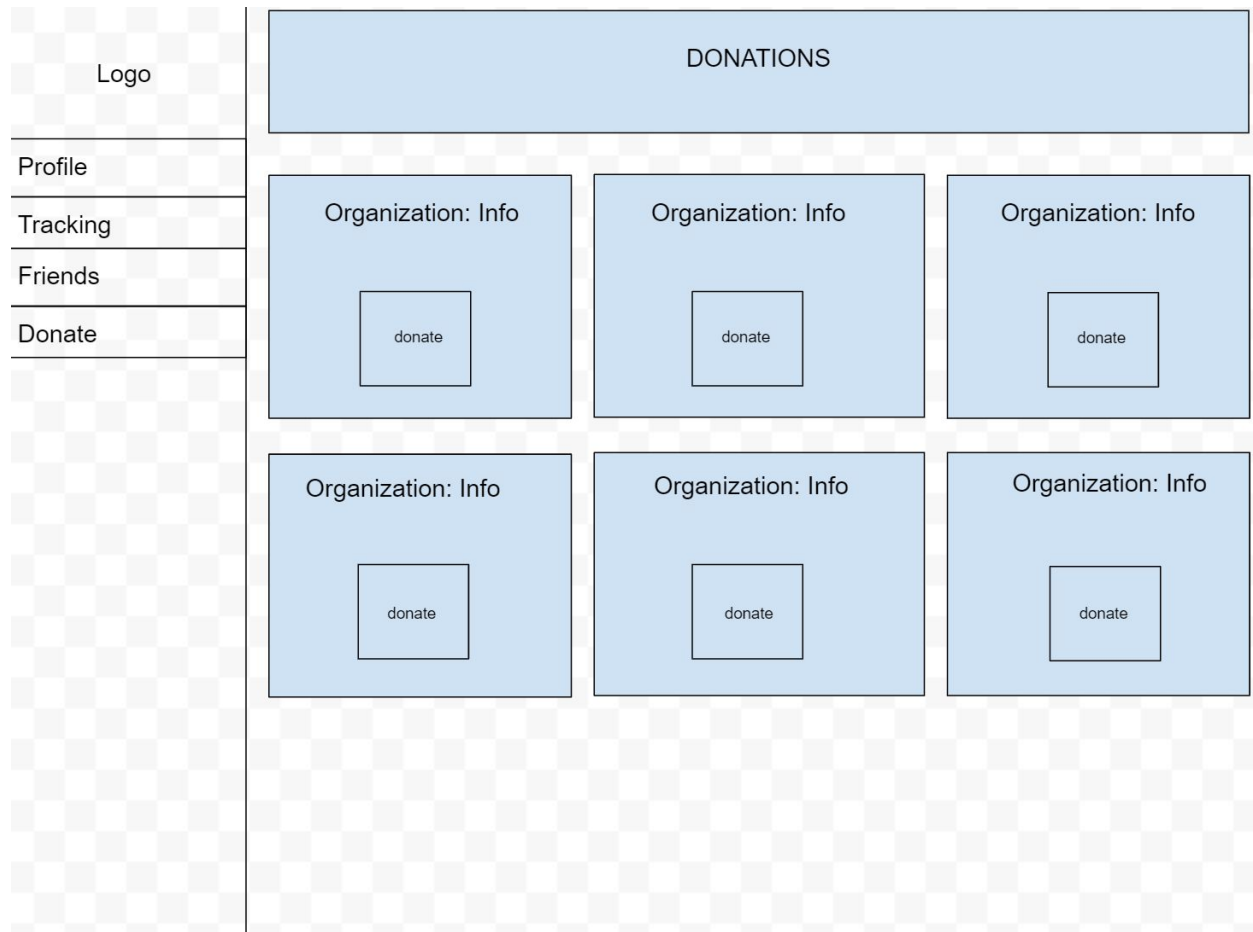 Logo
Profile
Tracking
Friends
Donate
DONATIONS
Organization: Info
donate
Organization: Info
donate
Organization: Info
donate
Organization: Info
donate
Organization: Info
donate
Organization: Info
donate